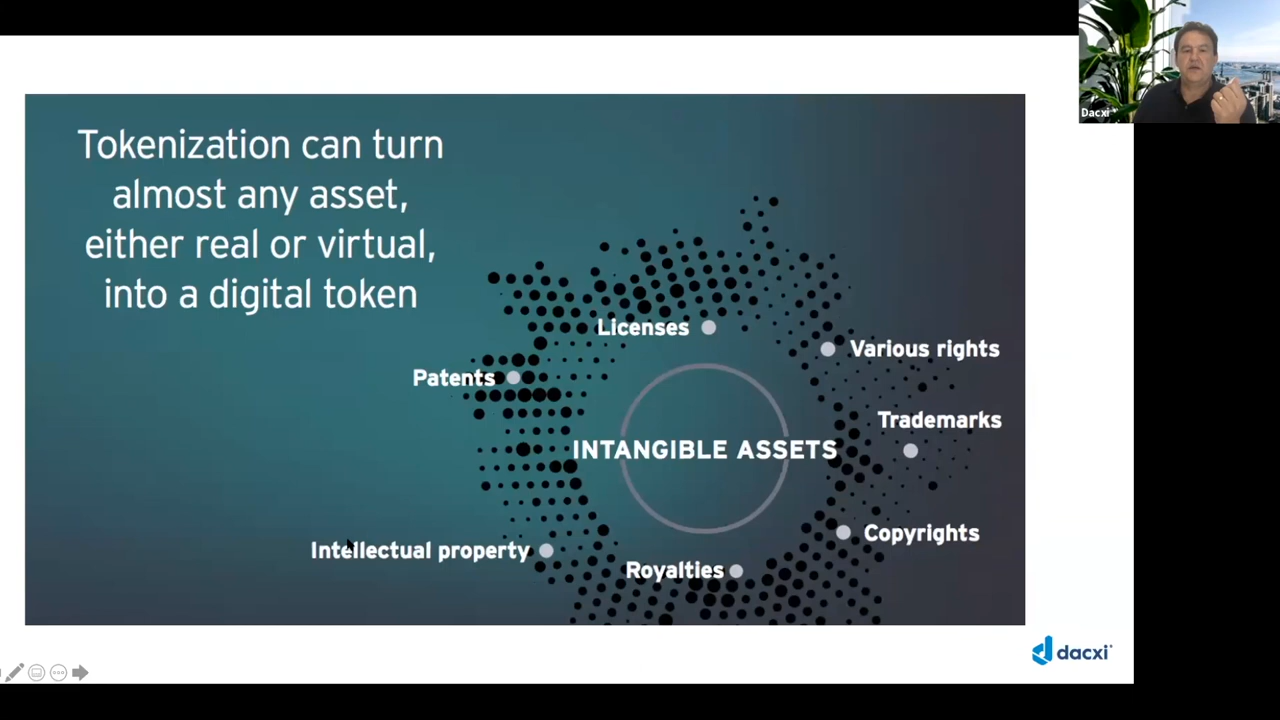 Dacxi
Tokenization can turn
almost any asset,
either real or virtual,
into a digital token
Licenses
Various rights
Patents
Trademarks
INTANGIBLE ASSETS
Copyrights
Intellectual property
Royalties
dacxi